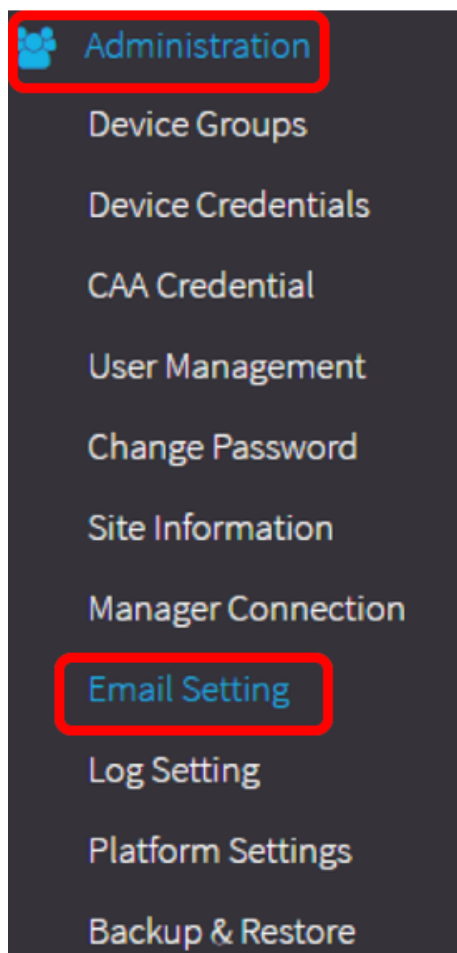 Administration
Device Groups
Device Credentials
CAA Credential
User Management
Change Password
Site Information
Manager Connection
Email Setting
Log Setting
Platform Settings
Backup & Restore